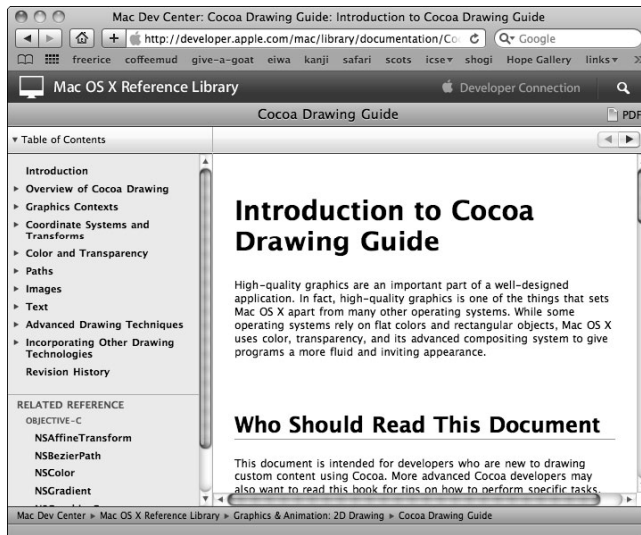 Mac Dev Center: Cocoa Drawing Guide: Introduction to Cocoa Drawing Guide
http://developer.apple.com/mac/library/documentation/Co
Google
freerice coffeemud give-a-goat eiwa kanji safari scots icse shogi Hope Gallery links
Mac OS X Reference Library
Developer Connection
Cocoa Drawing Guide
PDF
Table of Contents
Introduction
Overview of Cocoa Drawing
Graphics Contexts
Coordinate Systems and
Transforms
Color and Transparency
Paths
Images
Text
Advanced Drawing Techniques
Incorporating Other Drawing
Technologies
Revision History
RELATED REFERENCE
OBJECTIVE-C
NSAffineTransform
NSBezierPath
NSColor
NSGradient
Introduction to Cocoa
Drawing Guide
High-quality graphics are an important part of a well-designed
application. In fact, high-quality graphics is one of the things that sets
Mac OS X apart from many other operating systems. While some
operating systems rely on flat colors and rectangular objects, Mac OS X
uses color, transparency, and its advanced compositing system to give
programs a more fluid and inviting appearance.
Who Should Read This Document
This document is intended for developers who are new to drawing
custom content using Cocoa. More advanced Cocoa developers may
also want to read this book for tips on how to perform specific tasks.
Mac Dev Center ▸ Mac OS X Reference Library ▸ Graphics & Animation: 2D Drawing ▸ Cocoa Drawing Guide